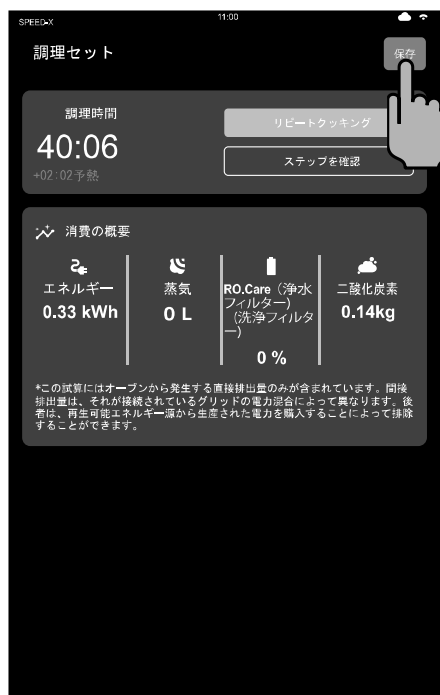 SPEED-X
11:00
調理セット
保存
調理時間
40:06
+02:02予熱
リピートクッキング
ステップを確認
消費の概要
エネルギー
0.33 kWh
蒸気
0 L
RO.Care（浄水
フィルター）
（洗浄フィルタ
ー）
0 %
二酸化炭素
0.14kg
*この試算にはオーブンから発生する直接排出量のみが含まれています。間接
排出量は、それが接続されているグリッドの電力混合によって異なります。後
者は、再生可能エネルギー源から生産された電力を購入することによって排除
することができます。